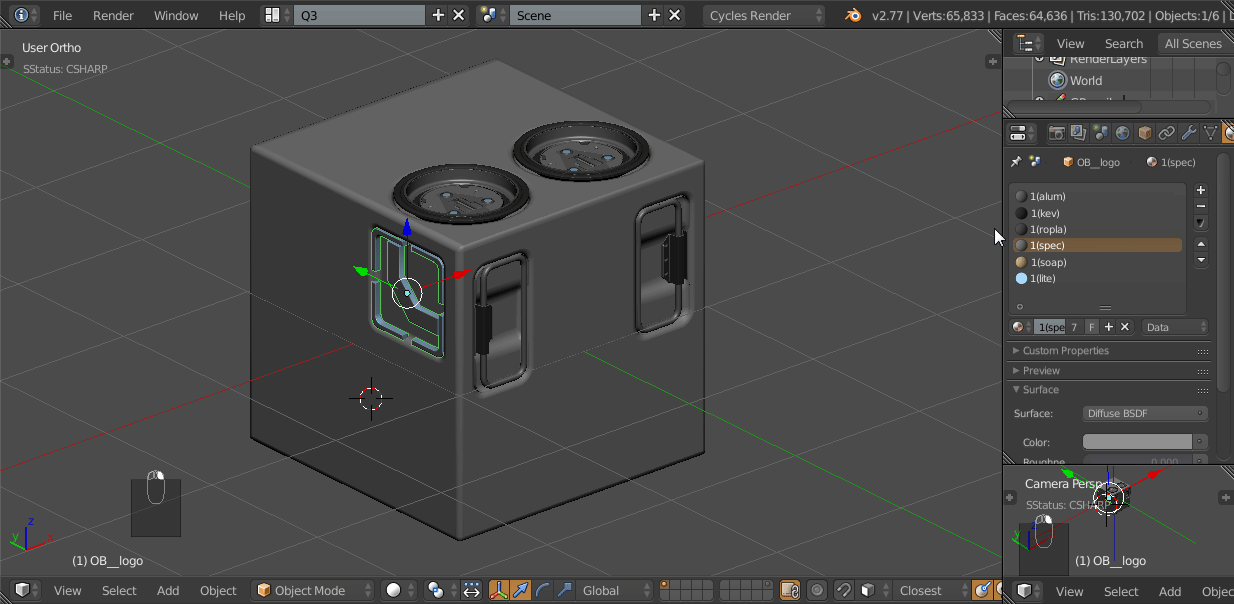 File Render Window Help Q3 Scene Cycles Render v2.77 | Verts:65,833 | Faces:64,636 | Tris:130,702 | Objects:1/6 |
User Ortho
SStatus: CSHARP
(1) OB__logo
View Select Add Object Object Mode Global Closest
View Search All Scenes
RenderLayers
World
OB__logo 1(spec)
1(alum)
1(kev)
1(ropla)
1(spec)
1(soap)
1(lite)
1(spe 7 F Data
Custom Properties
Preview
Surface
Surface: Diffuse BSDF
Color:
Roughne 0.000
Camera Persp
SStatus: CSHARP
(1) OB__logo
View Select Add Objec